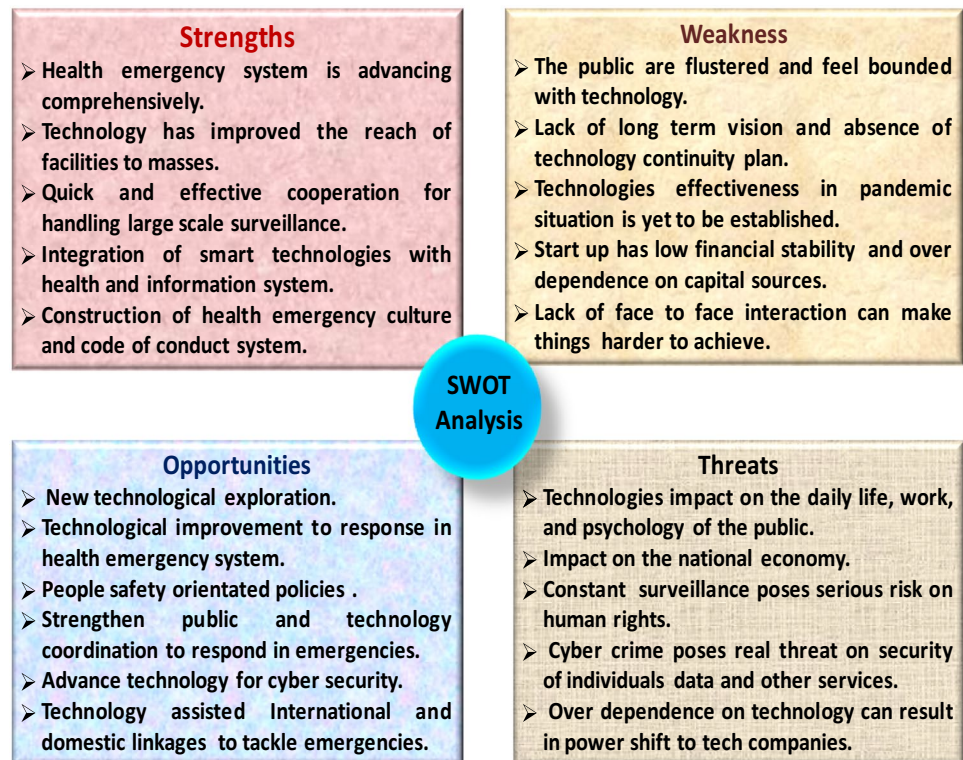 Strengths
➢ Health emergency system is advancing
comprehensively.
➢ Technology has improved the reach of
facilities to masses.
➢ Quick and effective cooperation for
handling large scale surveillance.
➢ Integration of smart technologies with
health and information system.
➢ Construction of health emergency culture
and code of conduct system.
Weakness
➢ The public are flustered and feel bounded
with technology.
➢ Lack of long term vision and absence of
technology continuity plan.
➢ Technologies effectiveness in pandemic
situation is yet to be established.
➢ Start up has low financial stability and over
dependence on capital sources.
➢ Lack of face to face interaction can make
things harder to achieve.
SWOT
Analysis
Opportunities
➢ New technological exploration.
➢ Technological improvement to response in
health emergency system.
➢ People safety orientated policies .
➢ Strengthen public and technology
coordination to respond in emergencies.
➢ Advance technology for cyber security.
➢ Technology assisted International and
domestic linkages to tackle emergencies.
Threats
➢ Technologies impact on the daily life, work,
and psychology of the public.
➢ Impact on the national economy.
➢ Constant surveillance poses serious risk on
human rights.
➢ Cyber crime poses real threat on security
of individuals data and other services.
➢ Over dependence on technology can result
in power shift to tech companies.